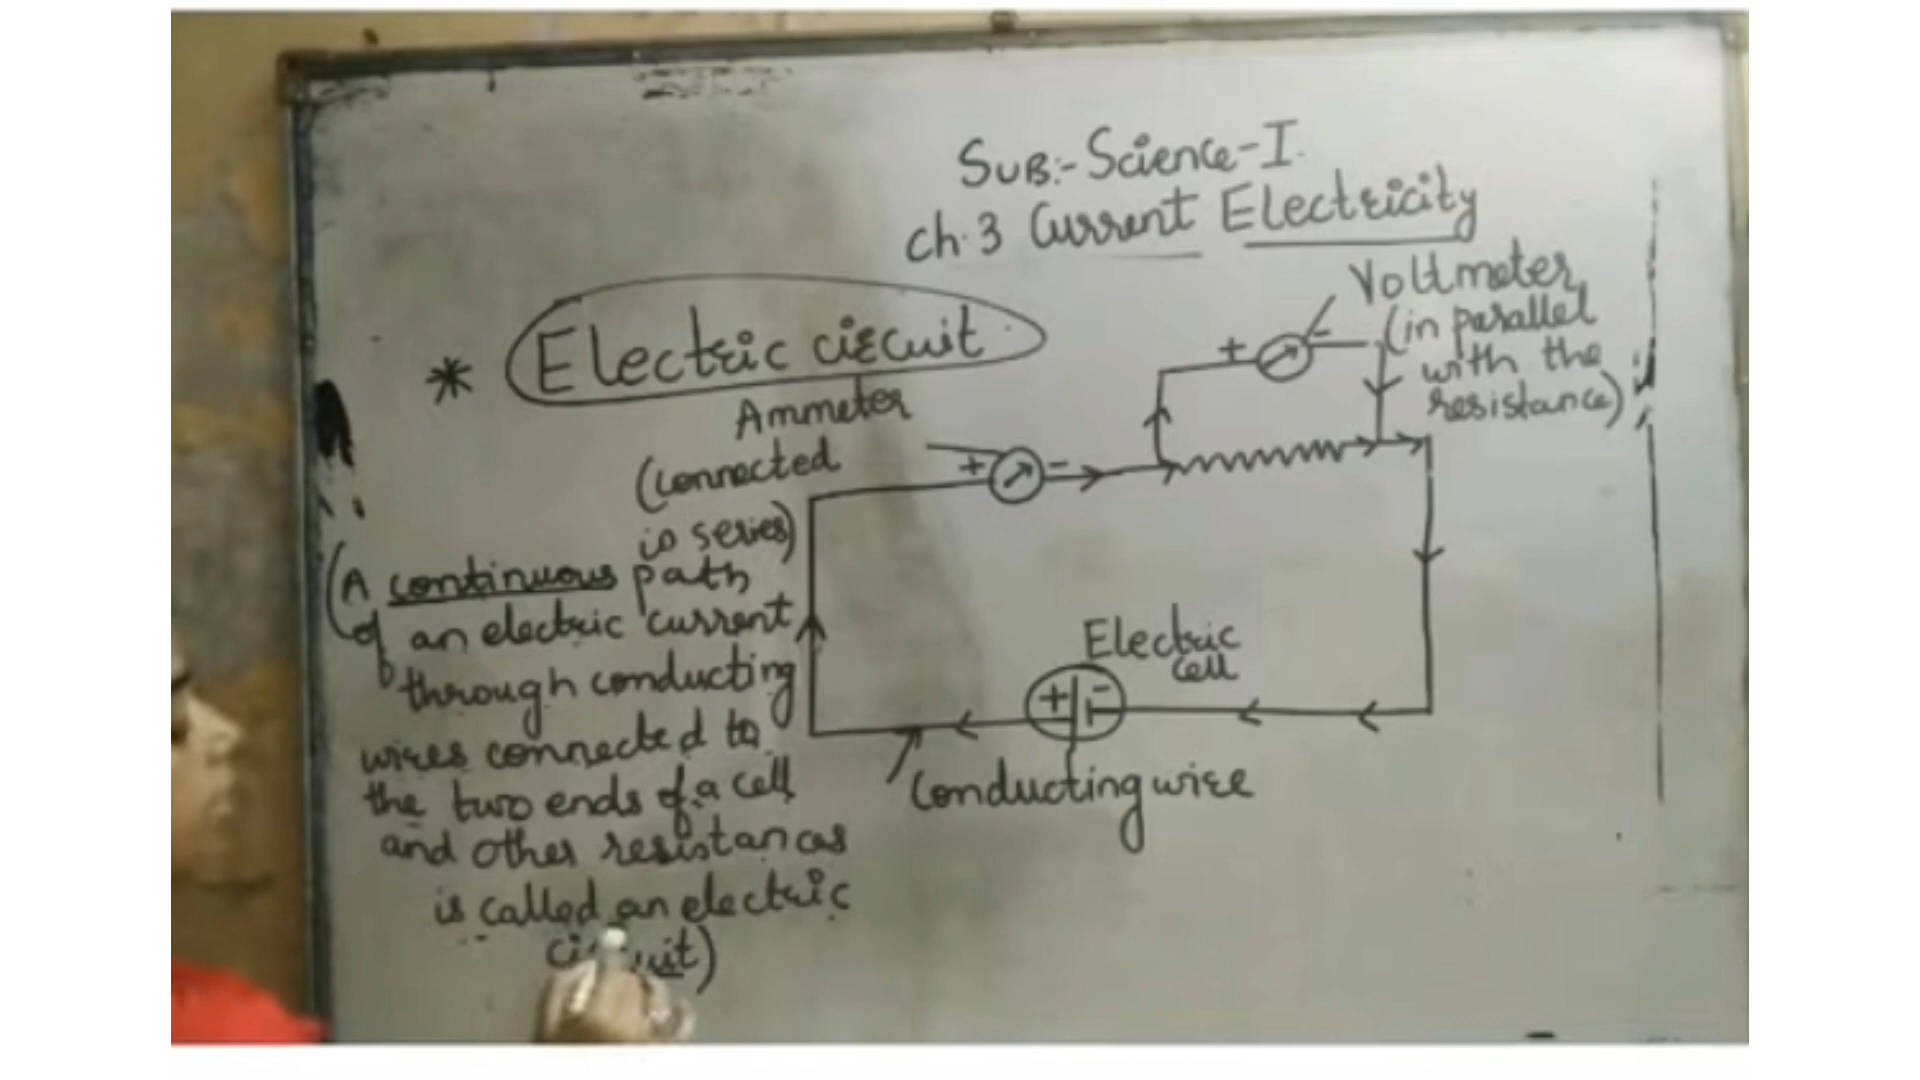 Sub:- Science-I.
Ch. 3 Current Electricity
* Electric circuit
Voltmeter
(in parallel
with the
resistance)
+ -
Ammeter
(connected
in series)
+ -
(A continuous path
of an electric current
through conducting
wires connected to
the two ends of a cell
and other resistances
is called an electric
circuit)
Electric
cell
+ -
Conducting wire